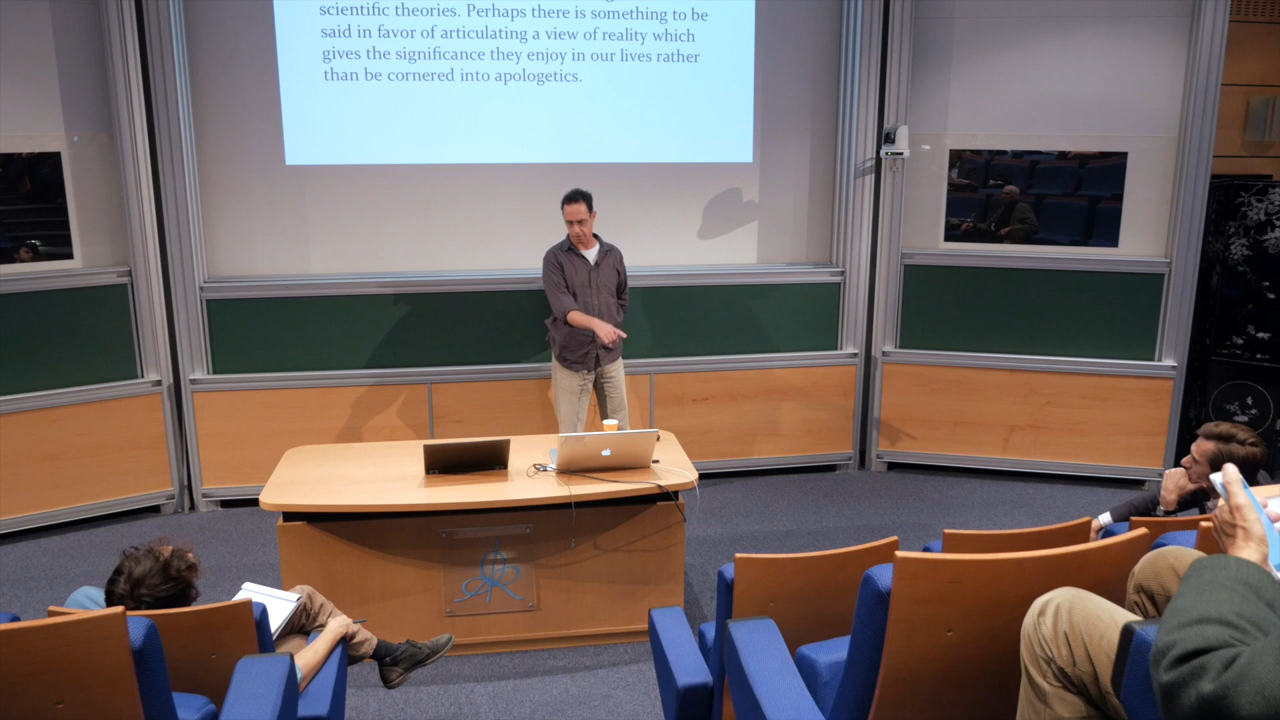 scientific theories. Perhaps there is something to be
said in favor of articulating a view of reality which
gives the significance they enjoy in our lives rather
than be cornered into apologetics.